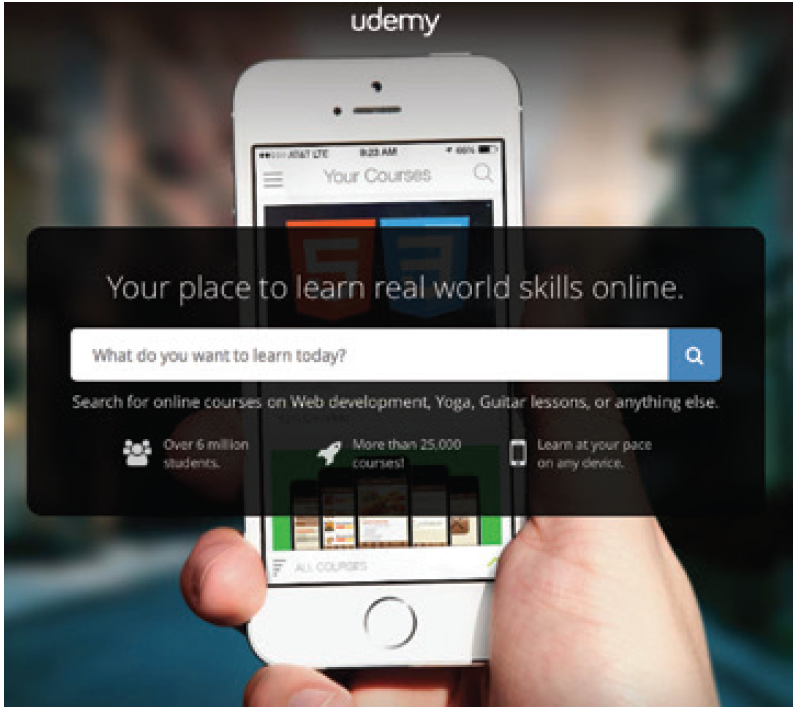 udemy
AT&T LTE 9:23 AM
Your Courses
5 3
Your place to learn real world skills online.
What do you want to learn today?
Search for online courses on Web development, Yoga, Guitar lessons, or anything else.
Over 6 million
students.
More than 25,000
courses!
Learn at your pace
on any device.
ALL COURSES